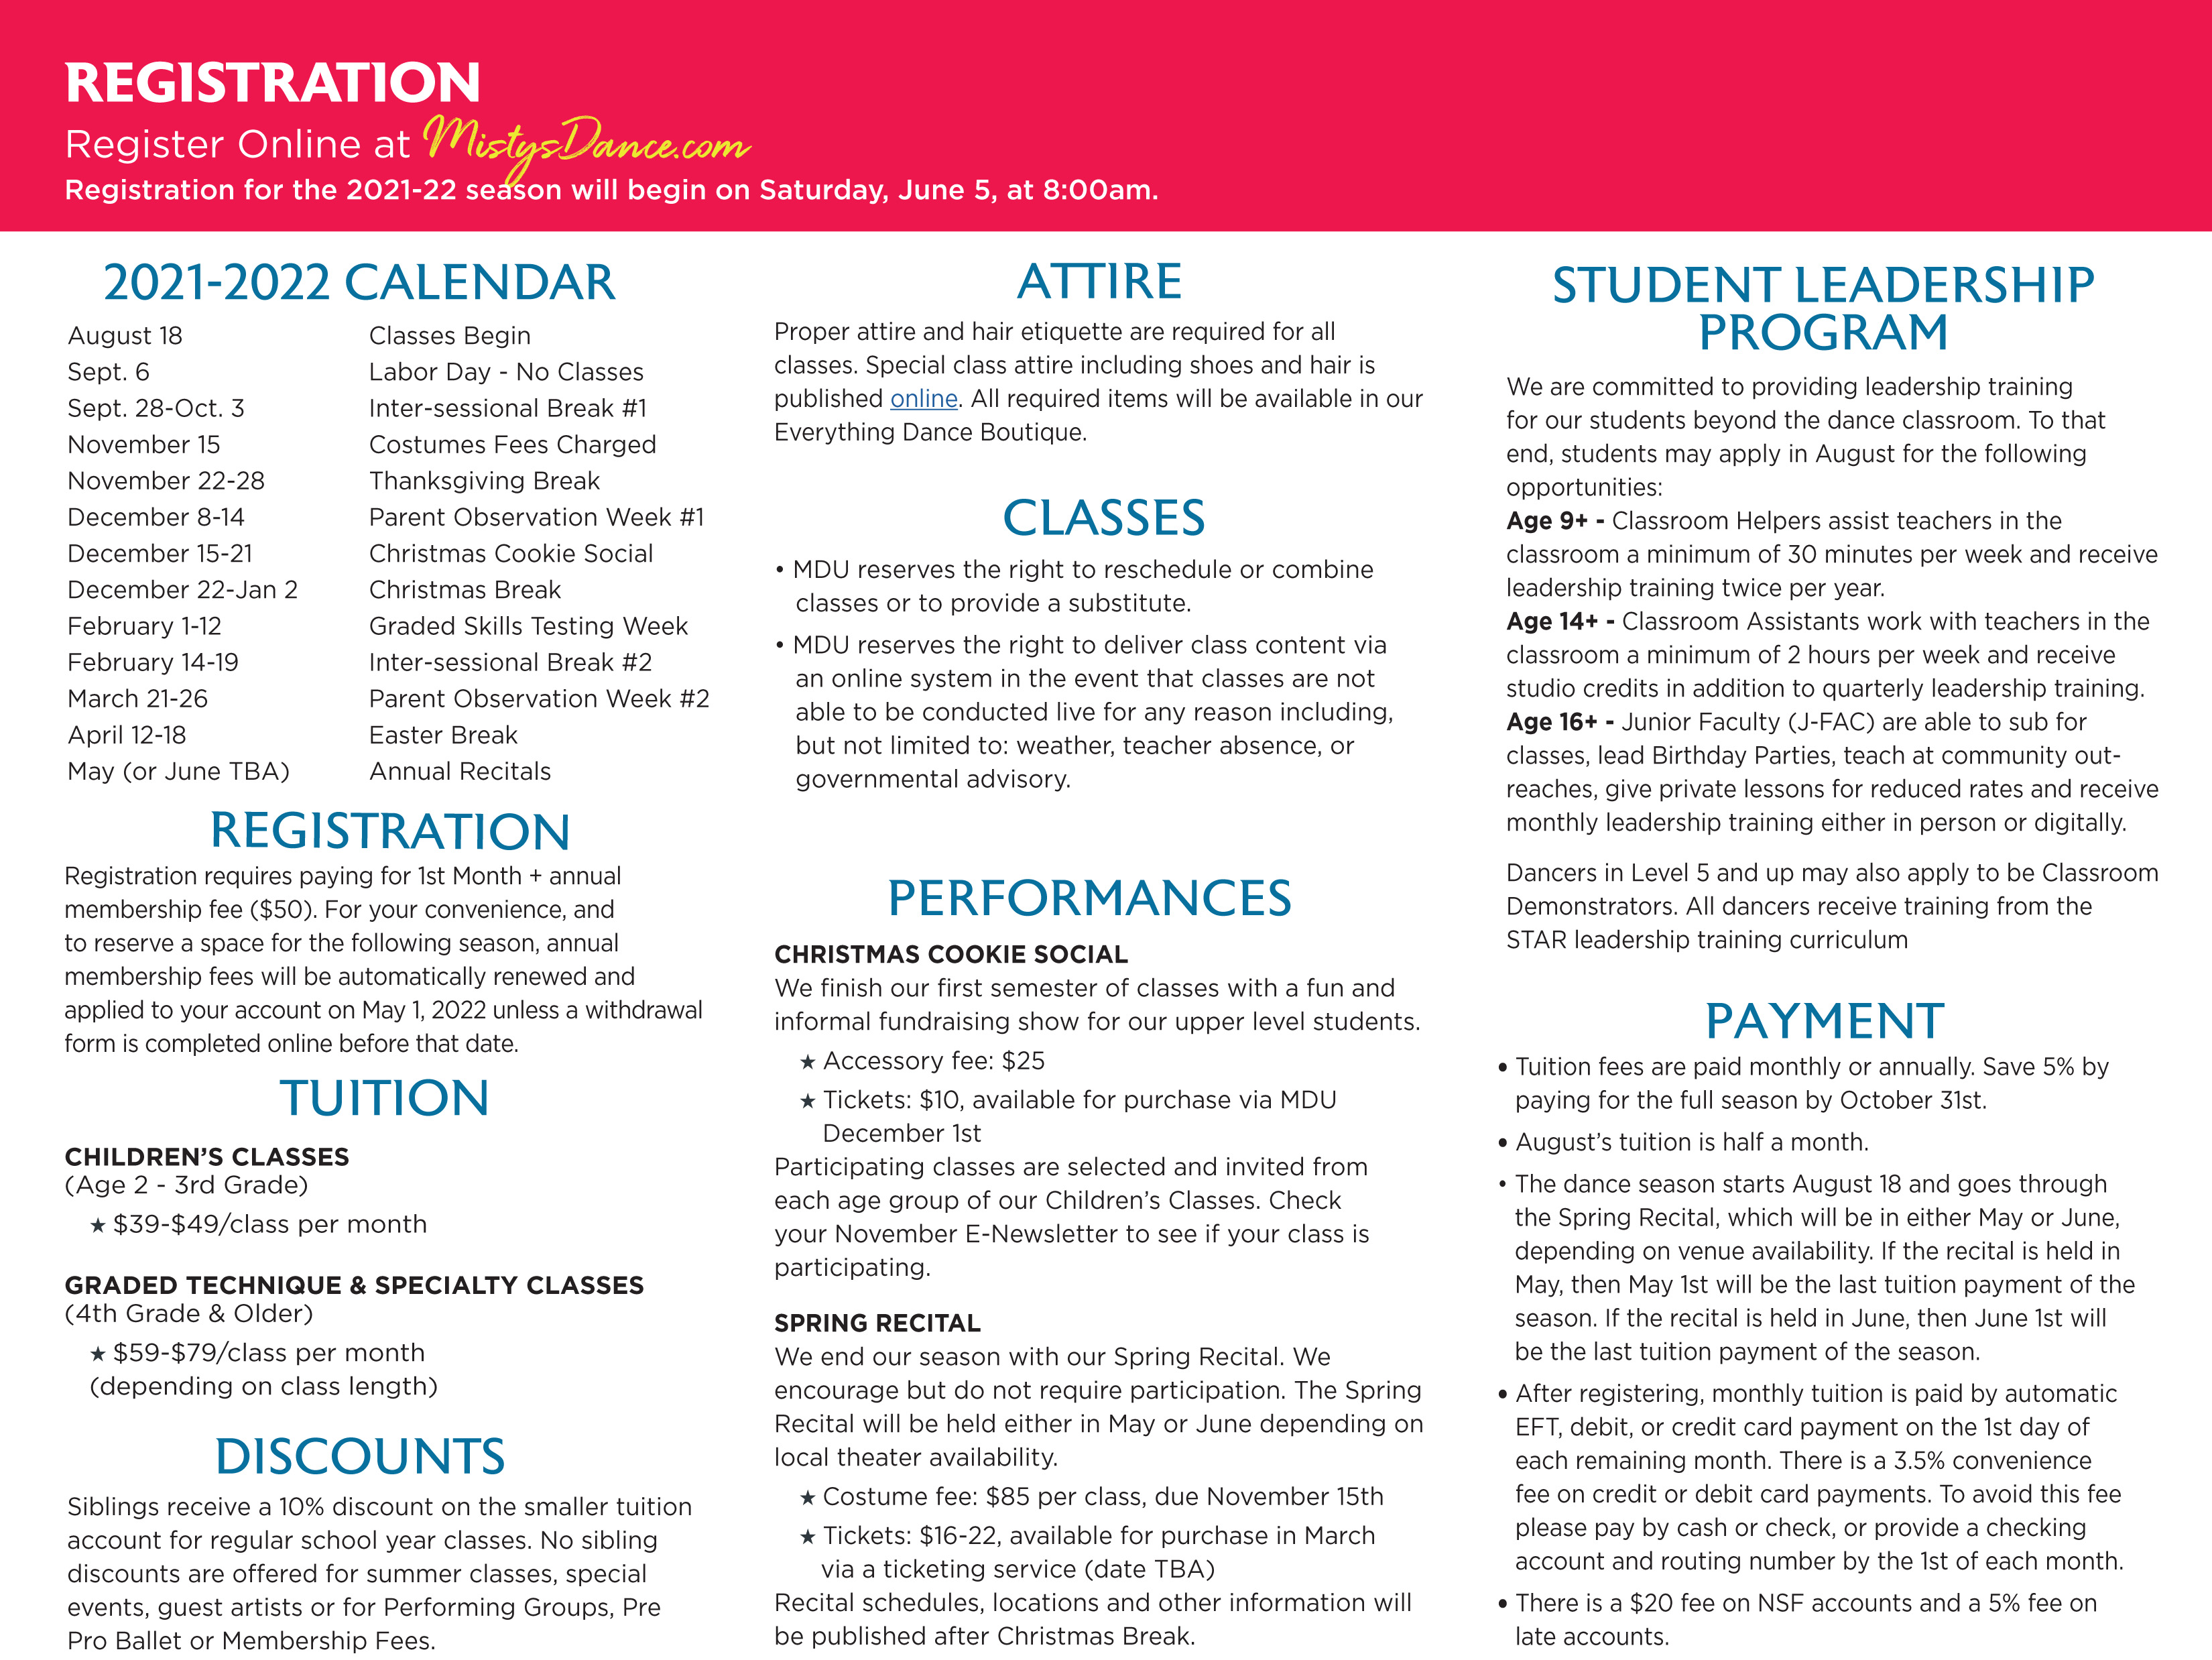 REGISTRATION
Register Online at MistysDance.com
Registration for the 2021-22 season will begin on Saturday, June 5, at 8:00am.
2021-2022 CALENDAR
August 18 Classes Begin
Sept. 6 Labor Day - No Classes
Sept. 28-Oct. 3 Inter-sessional Break #1
November 15 Costumes Fees Charged
November 22-28 Thanksgiving Break
December 8-14 Parent Observation Week #1
December 15-21 Christmas Cookie Social
December 22-Jan 2 Christmas Break
February 1-12 Graded Skills Testing Week
February 14-19 Inter-sessional Break #2
March 21-26 Parent Observation Week #2
April 12-18 Easter Break
May (or June TBA) Annual Recitals
REGISTRATION
Registration requires paying for 1st Month + annual
membership fee ($50). For your convenience, and
to reserve a space for the following season, annual
membership fees will be automatically renewed and
applied to your account on May 1, 2022 unless a withdrawal
form is completed online before that date.
TUITION
CHILDREN'S CLASSES
(Age 2 - 3rd Grade)
★ $39-$49/class per month
GRADED TECHNIQUE & SPECIALTY CLASSES
(4th Grade & Older)
★ $59-$79/class per month
(depending on class length)
DISCOUNTS
Siblings receive a 10% discount on the smaller tuition
account for regular school year classes. No sibling
discounts are offered for summer classes, special
events, guest artists or for Performing Groups, Pre
Pro Ballet or Membership Fees.
ATTIRE
Proper attire and hair etiquette are required for all
classes. Special class attire including shoes and hair is
published online. All required items will be available in our
Everything Dance Boutique.
CLASSES
• MDU reserves the right to reschedule or combine
classes or to provide a substitute.
• MDU reserves the right to deliver class content via
an online system in the event that classes are not
able to be conducted live for any reason including,
but not limited to: weather, teacher absence, or
governmental advisory.
PERFORMANCES
CHRISTMAS COOKIE SOCIAL
We finish our first semester of classes with a fun and
informal fundraising show for our upper level students.
★ Accessory fee: $25
★ Tickets: $10, available for purchase via MDU
December 1st
Participating classes are selected and invited from
each age group of our Children's Classes. Check
your November E-Newsletter to see if your class is
participating.
SPRING RECITAL
We end our season with our Spring Recital. We
encourage but do not require participation. The Spring
Recital will be held either in May or June depending on
local theater availability.
★ Costume fee: $85 per class, due November 15th
★ Tickets: $16-22, available for purchase in March
via a ticketing service (date TBA)
Recital schedules, locations and other information will
be published after Christmas Break.
STUDENT LEADERSHIP
PROGRAM
We are committed to providing leadership training
for our students beyond the dance classroom. To that
end, students may apply in August for the following
opportunities:
Age 9+ - Classroom Helpers assist teachers in the
classroom a minimum of 30 minutes per week and receive
leadership training twice per year.
Age 14+ - Classroom Assistants work with teachers in the
classroom a minimum of 2 hours per week and receive
studio credits in addition to quarterly leadership training.
Age 16+ - Junior Faculty (J-FAC) are able to sub for
classes, lead Birthday Parties, teach at community out-
reaches, give private lessons for reduced rates and receive
monthly leadership training either in person or digitally.
Dancers in Level 5 and up may also apply to be Classroom
Demonstrators. All dancers receive training from the
STAR leadership training curriculum
PAYMENT
• Tuition fees are paid monthly or annually. Save 5% by
paying for the full season by October 31st.
• August's tuition is half a month.
• The dance season starts August 18 and goes through
the Spring Recital, which will be in either May or June,
depending on venue availability. If the recital is held in
May, then May 1st will be the last tuition payment of the
season. If the recital is held in June, then June 1st will
be the last tuition payment of the season.
• After registering, monthly tuition is paid by automatic
EFT, debit, or credit card payment on the 1st day of
each remaining month. There is a 3.5% convenience
fee on credit or debit card payments. To avoid this fee
please pay by cash or check, or provide a checking
account and routing number by the 1st of each month.
• There is a $20 fee on NSF accounts and a 5% fee on
late accounts.